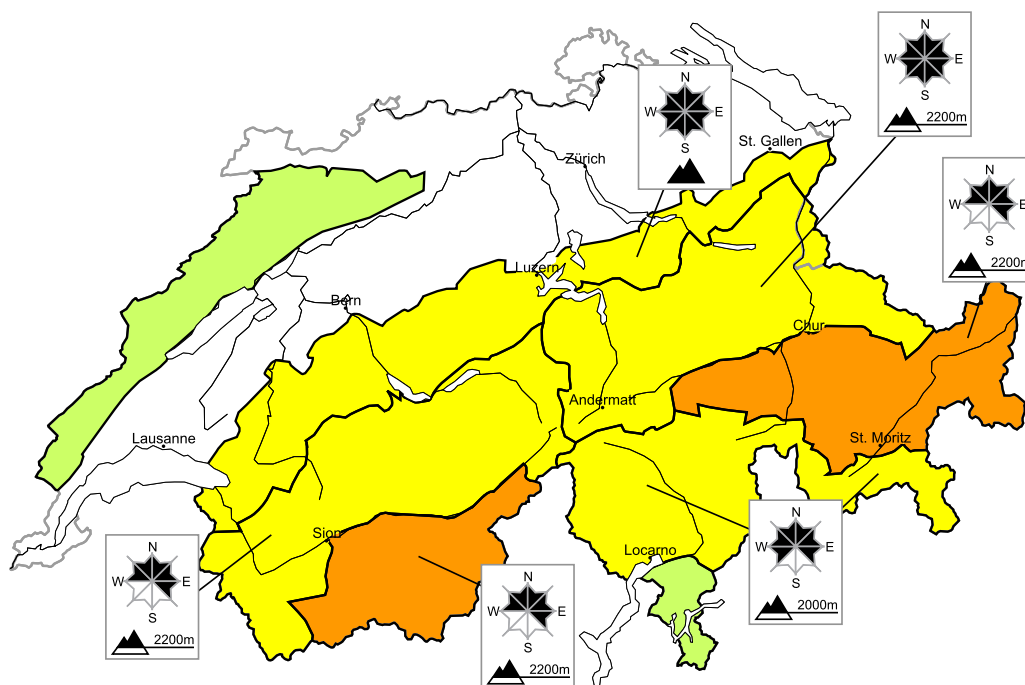 N
W E
S
2200m
N
W E
S
St. Gallen
Zürich
N
W E
S
2200m
Luzern
Bern
Chur
Andermatt
Lausanne
St. Moritz
Sion
Locarno
N
W E
S
2200m
N
W E
S
2000m
N
W E
S
2200m